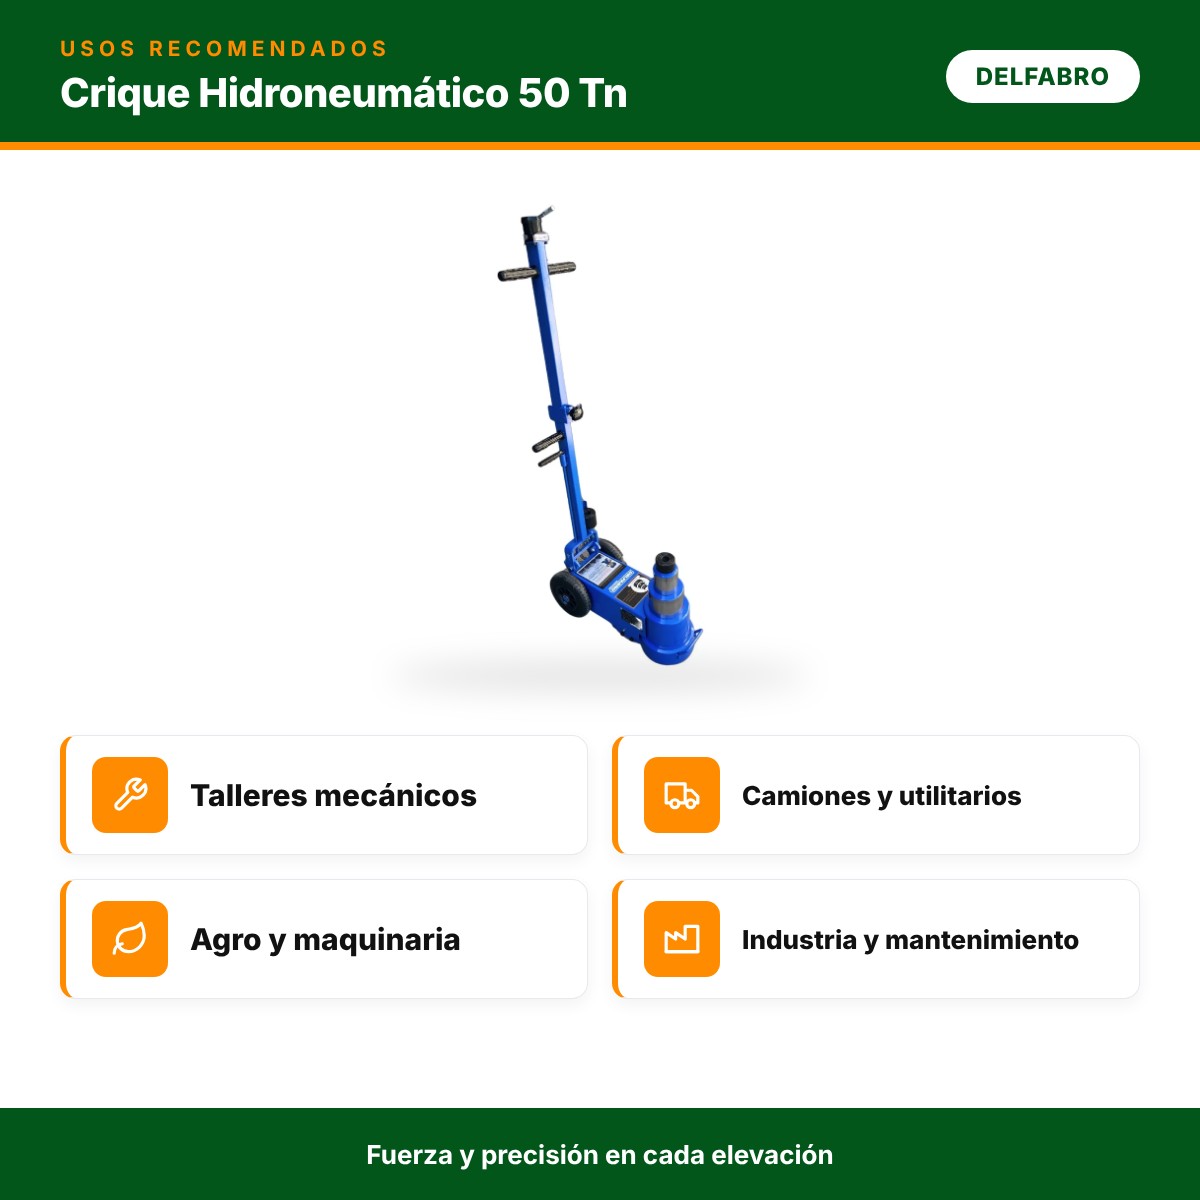 USOS RECOMENDADOS
Crique Hidroneumático 50 Tn
DELFABRO
Talleres mecánicos
Camiones y utilitarios
Agro y maquinaria
Industria y mantenimiento
Fuerza y precisión en cada elevación